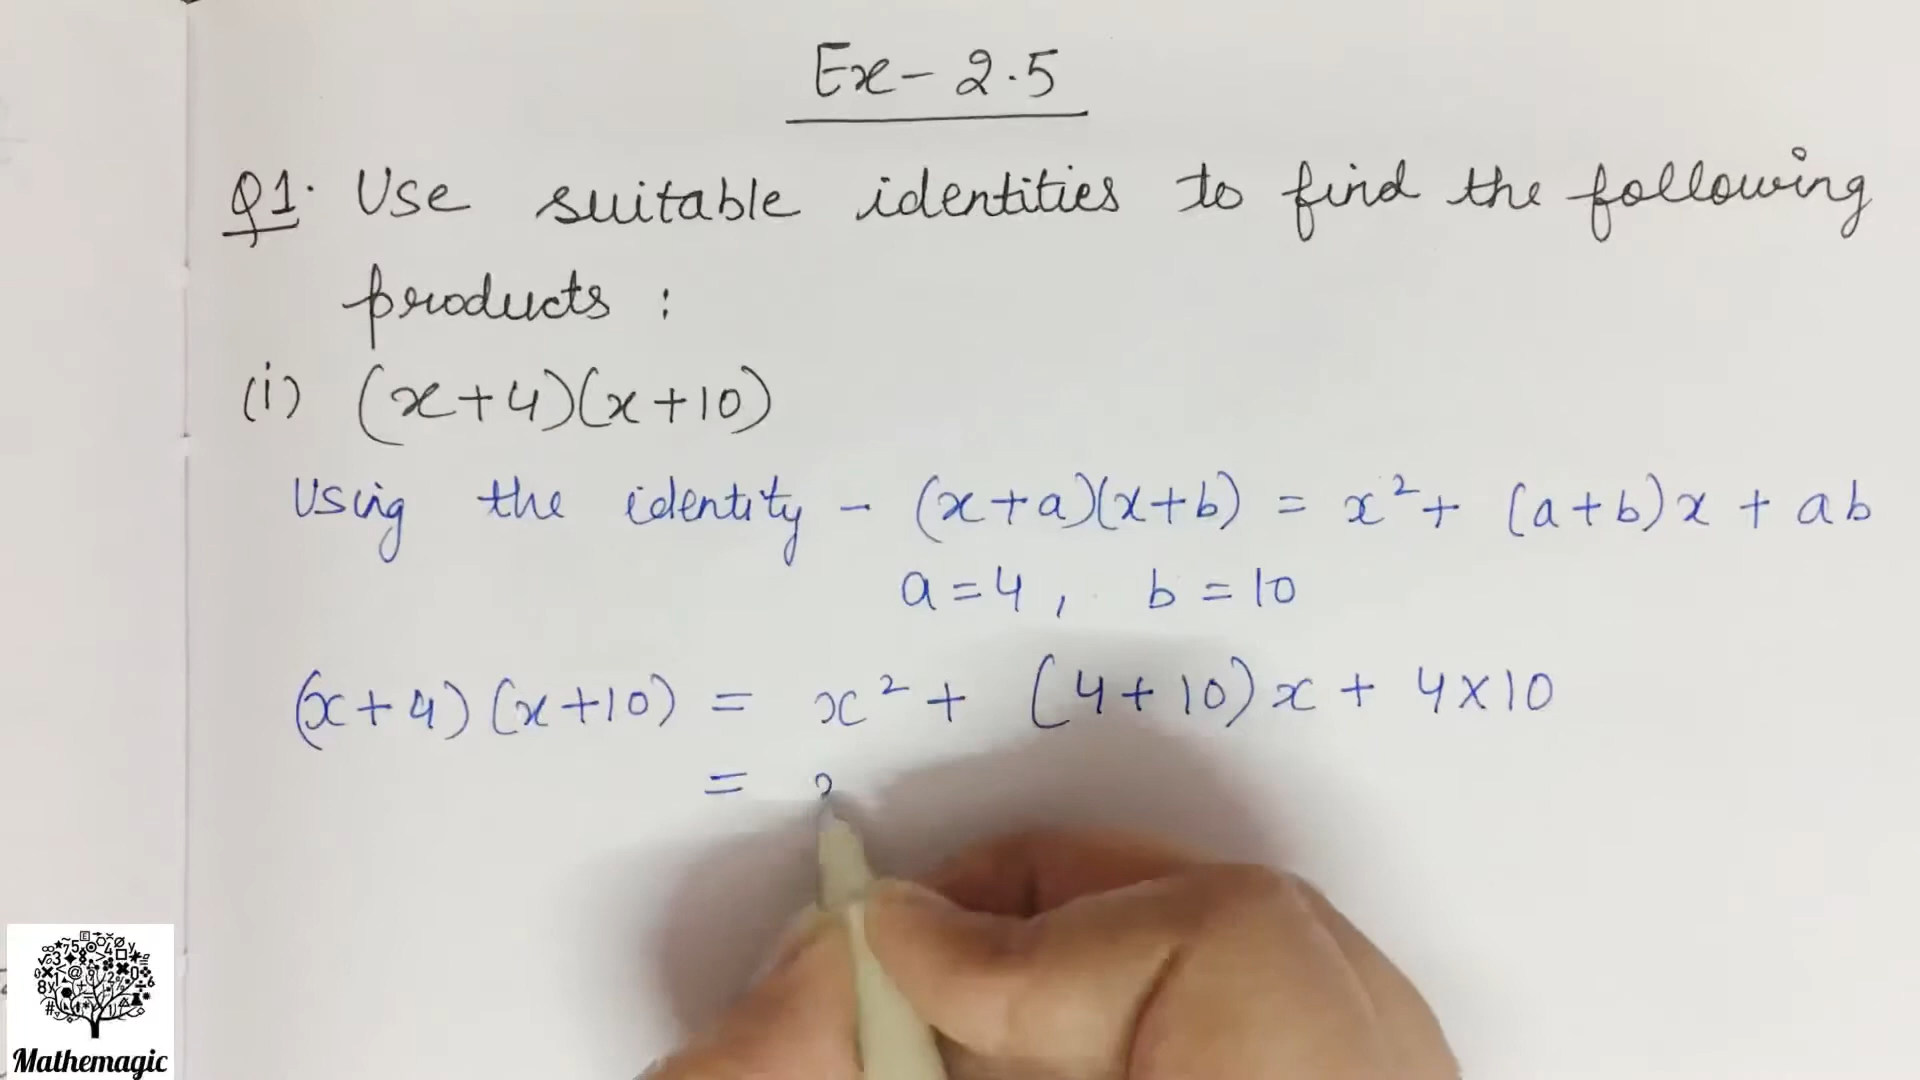 Ex - 2.5
Q1. Use suitable identities to find the following
products :
(i) (x+4)(x+10)
Using the identity - (x+a)(x+b) = x² + (a+b)x + ab
a = 4 , b = 10
(x+4)(x+10) = x² + (4+10)x + 4×10
=
Mathemagic